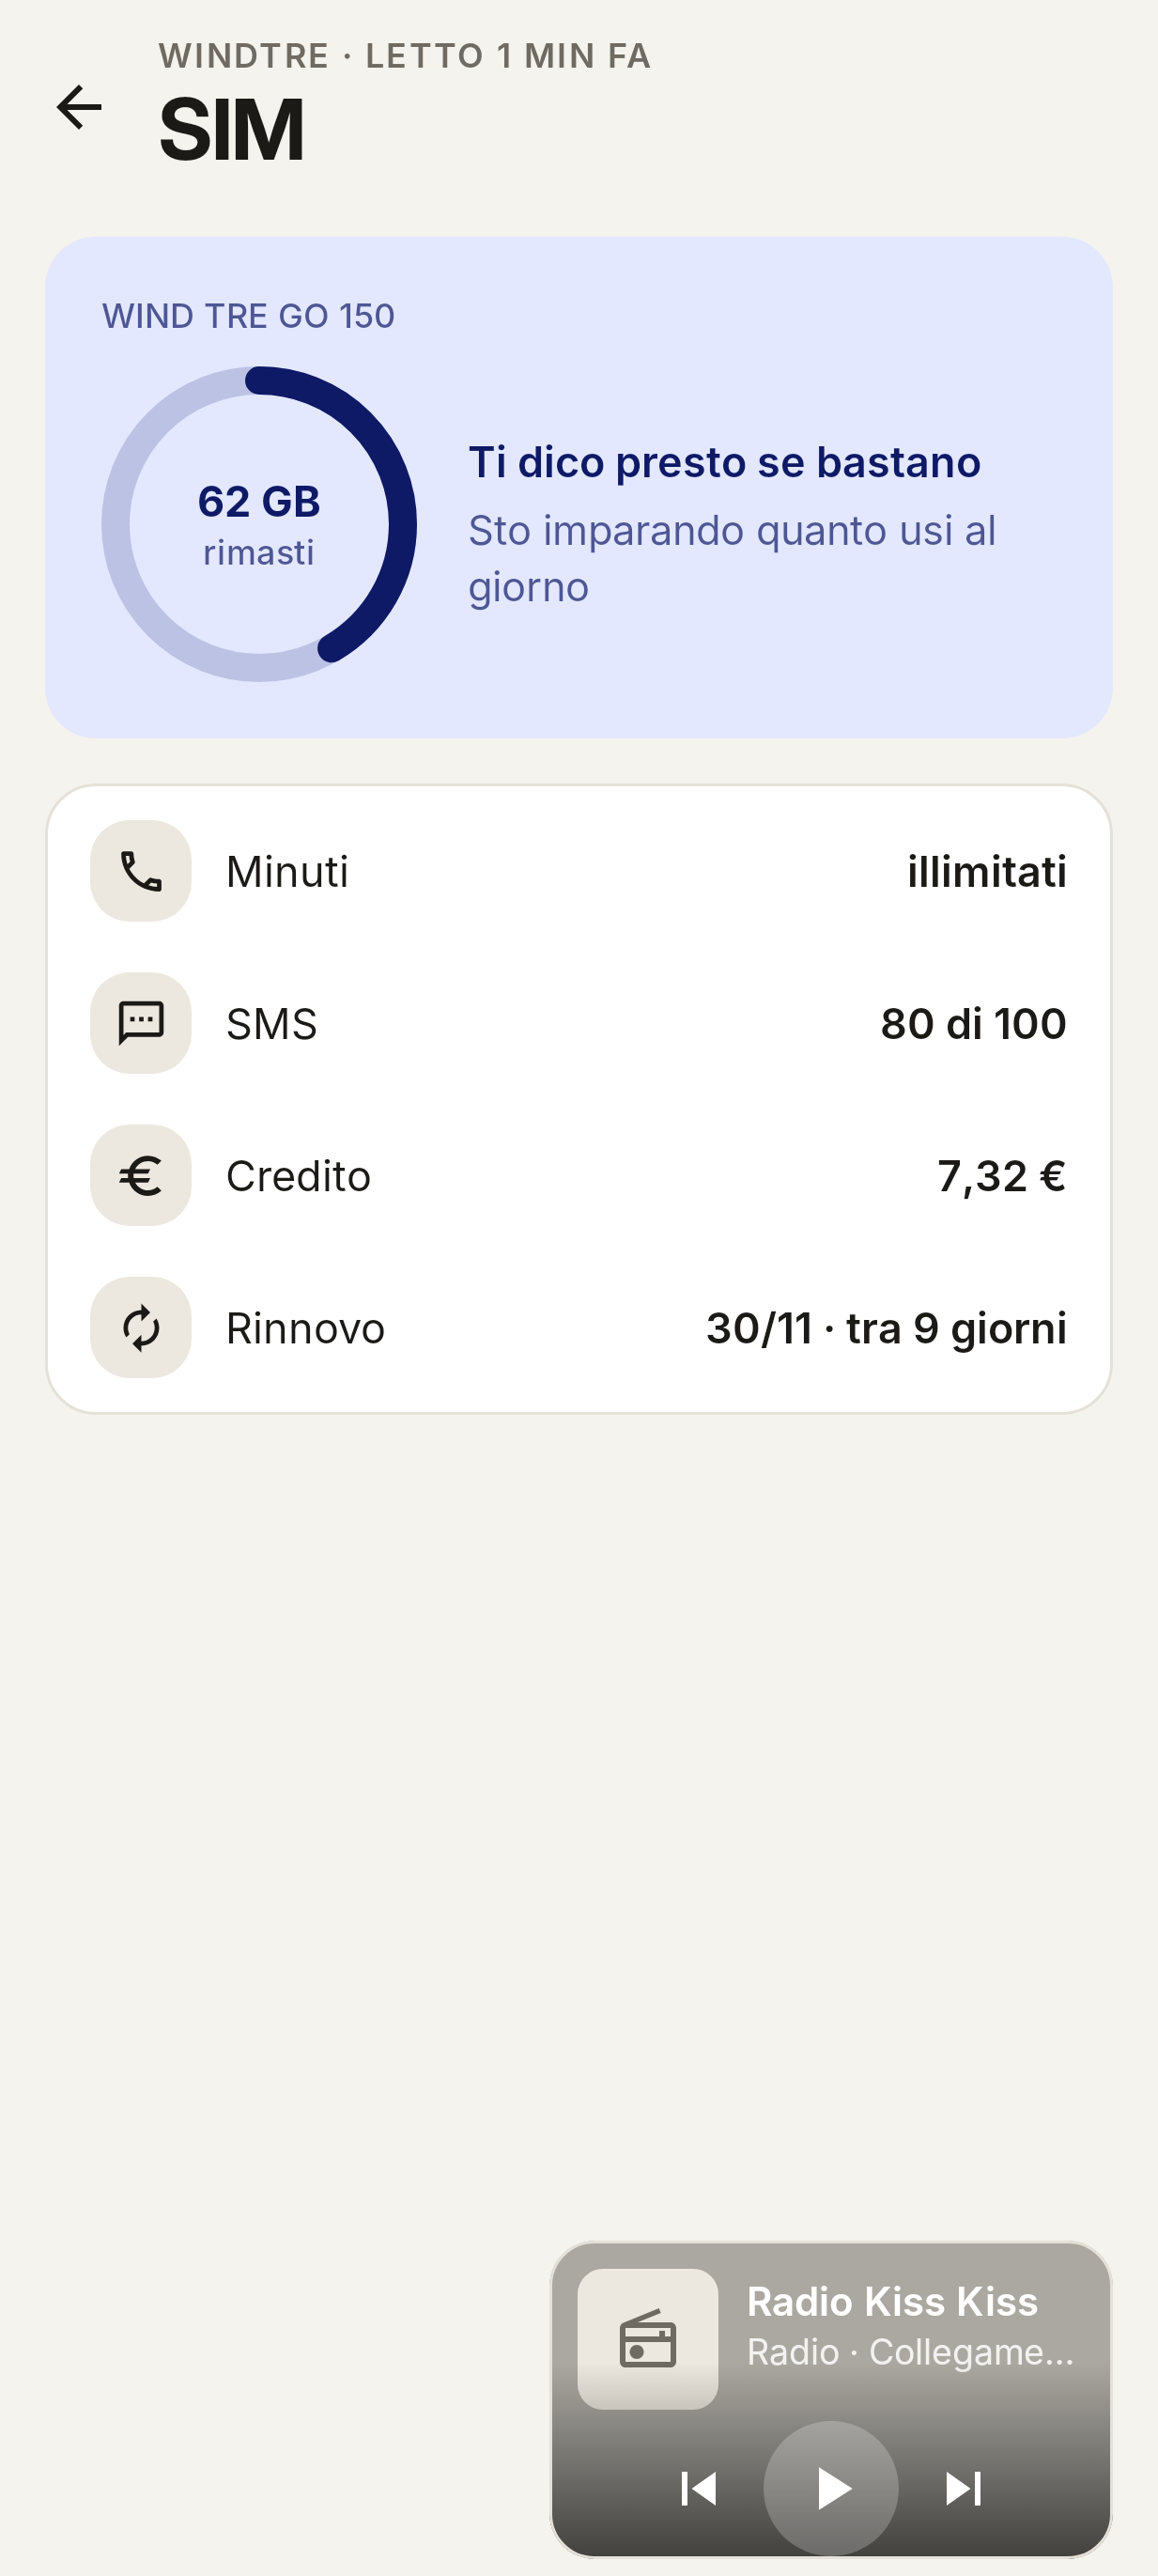 WINDTRE · LETTO 1 MIN FA
SIM
WIND TRE GO 150
62 GB
rimasti
Ti dico presto se bastano
Sto imparando quanto usi al
giorno
Minuti
illimitati
SMS
80 di 100
Credito
7,32 €
Rinnovo
30/11 · tra 9 giorni
Radio Kiss Kiss
Radio · Collegame...